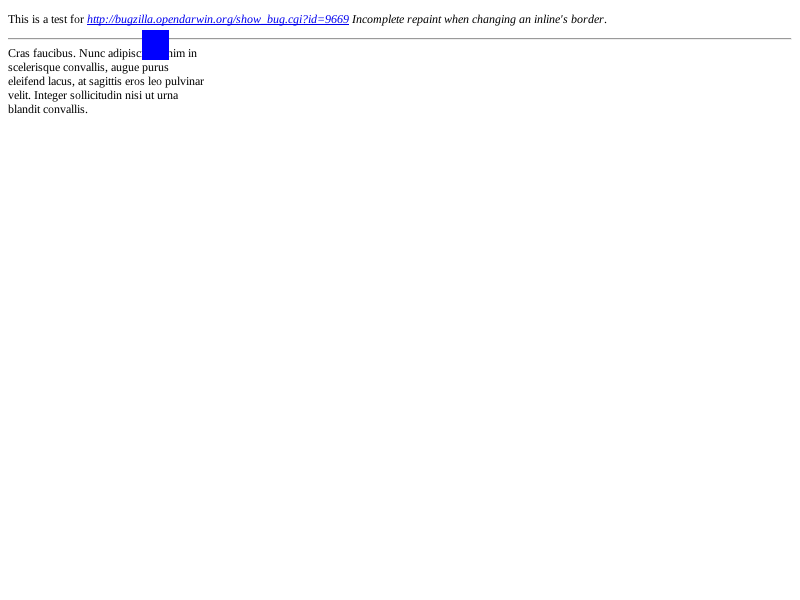 This is a test for http://bugzilla.opendarwin.org/show_bug.cgi?id=9669 Incomplete repaint when changing an inline's border.
Cras faucibus. Nunc adipisc nim in
scelerisque convallis, augue purus
eleifend lacus, at sagittis eros leo pulvinar
velit. Integer sollicitudin nisi ut urna
blandit convallis.